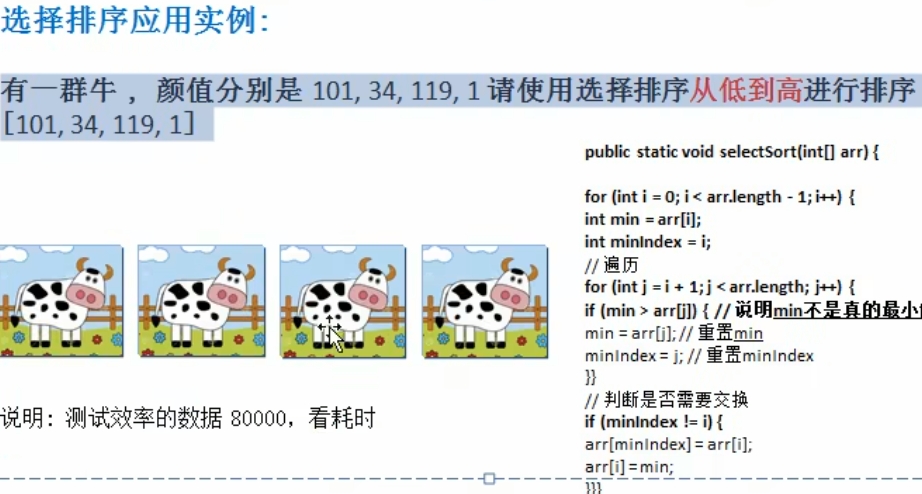 选择排序应用实例:
有一群牛 ， 颜值分别是 101, 34, 119, 1 请使用选择排序从低到高进行排序
[101, 34, 119, 1]
public static void selectSort(int[] arr) {
for (int i = 0; i < arr.length - 1; i++) {
int min = arr[i];
int minIndex = i;
// 遍历
for (int j = i + 1; j < arr.length; j++) {
if (min > arr[j]) { // 说明min不是真的最小
min = arr[j]; // 重置min
minIndex = j; // 重置minIndex
}}
// 判断是否需要交换
if (minIndex != i) {
arr[minIndex] = arr[i];
arr[i] = min;
}}}
说明: 测试效率的数据 80000，看耗时